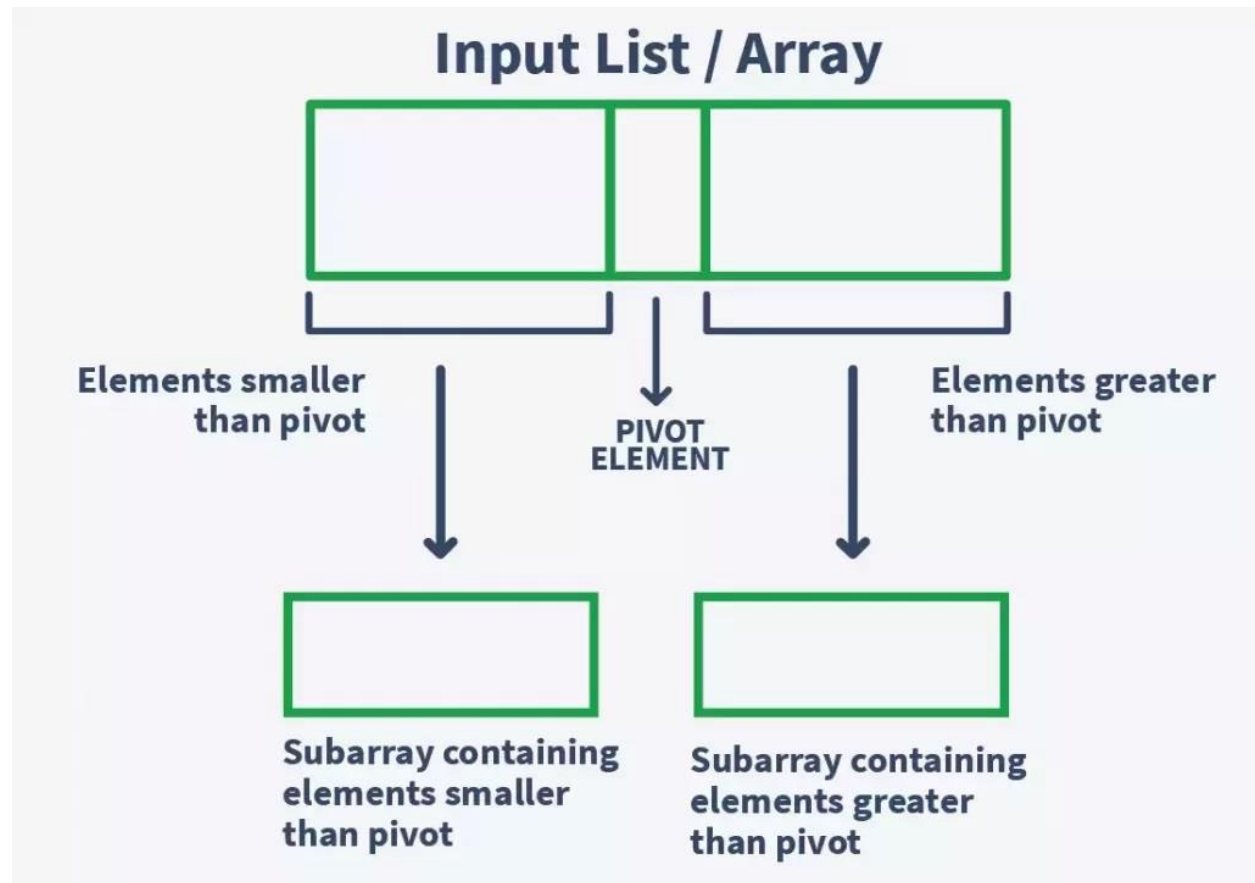 Input List / Array
Elements smaller
than pivot
PIVOT
ELEMENT
Elements greater
than pivot
Subarray containing
elements smaller
than pivot
Subarray containing
elements greater
than pivot